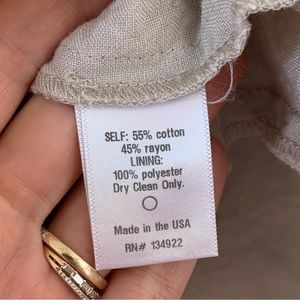 SELF: 55% cotton
45% rayon
LINING:
100% polyester
Dry Clean Only.
Made in the USA
RN# 134922